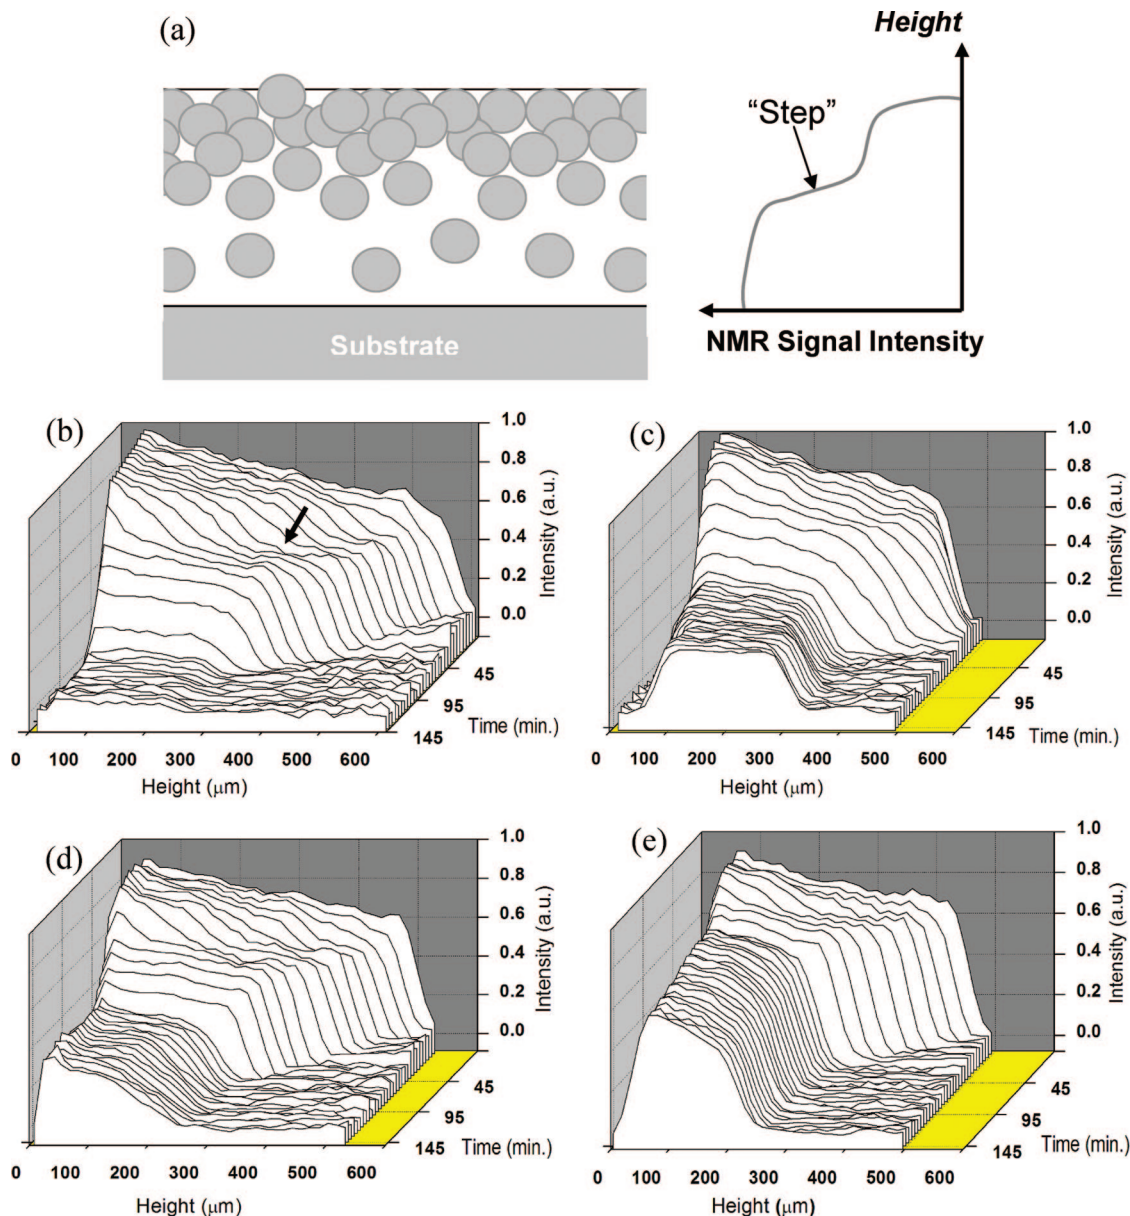 (a)
Height
“Step”
Substrate
NMR Signal Intensity
(b)
1.0
0.8
0.6
0.4
0.2
0.0
Intensity (a.u.)
45
95
145
Time (min.)
0 100 200 300 400 500 600
Height (μm)
(c)
1.0
0.8
0.6
0.4
0.2
0.0
Intensity (a.u.)
45
95
145
Time (min.)
0 100 200 300 400 500 600
Height (μm)
(d)
1.0
0.8
0.6
0.4
0.2
0.0
Intensity (a.u.)
45
95
145
Time (min.)
0 100 200 300 400 500 600
Height (μm)
(e)
1.0
0.8
0.6
0.4
0.2
0.0
Intensity (a.u.)
45
95
145
Time (min.)
0 100 200 300 400 500 600
Height (μm)